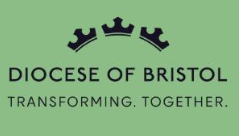 DIOCESE OF BRISTOL
TRANSFORMING. TOGETHER.